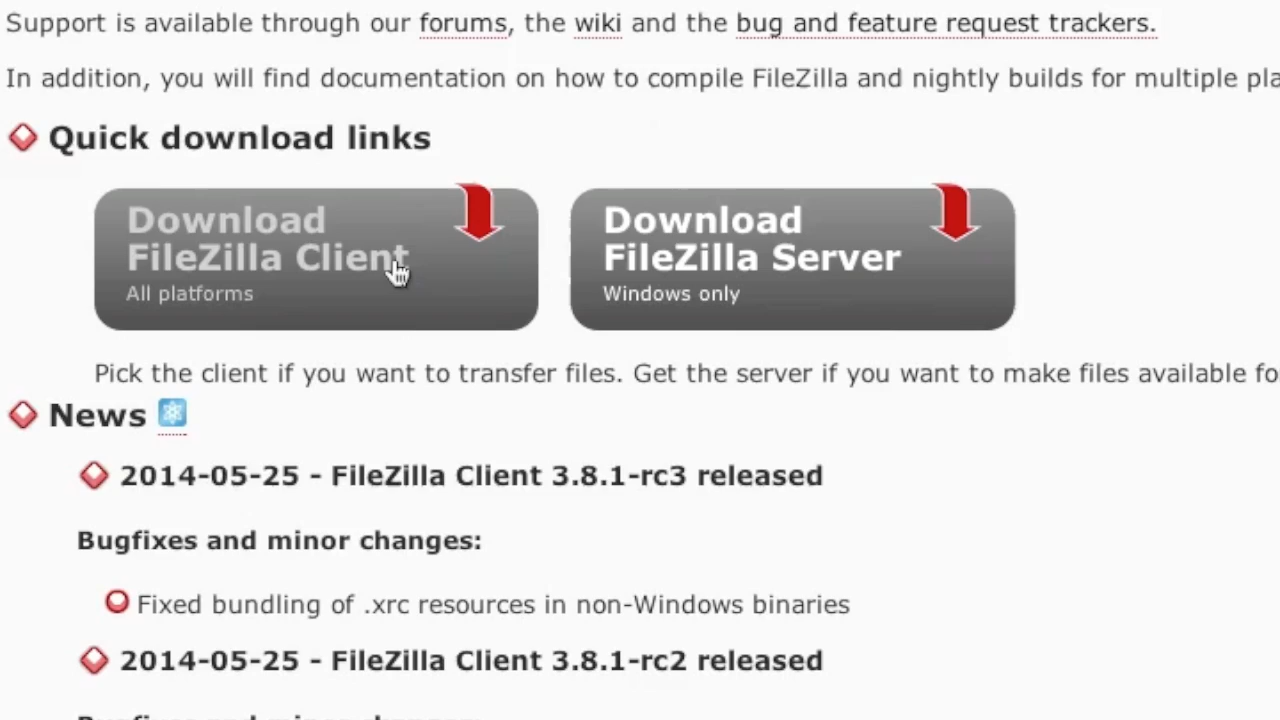 Support is available through our forums, the wiki and the bug and feature request trackers.
In addition, you will find documentation on how to compile FileZilla and nightly builds for multiple
Quick download links
Download
FileZilla Client
All platforms
Download
FileZilla Server
Windows only
Pick the client if you want to transfer files. Get the server if you want to make files available
News
2014-05-25 - FileZilla Client 3.8.1-rc3 released
Bugfixes and minor changes:
Fixed bundling of .xrc resources in non-Windows binaries
2014-05-25 - FileZilla Client 3.8.1-rc2 released